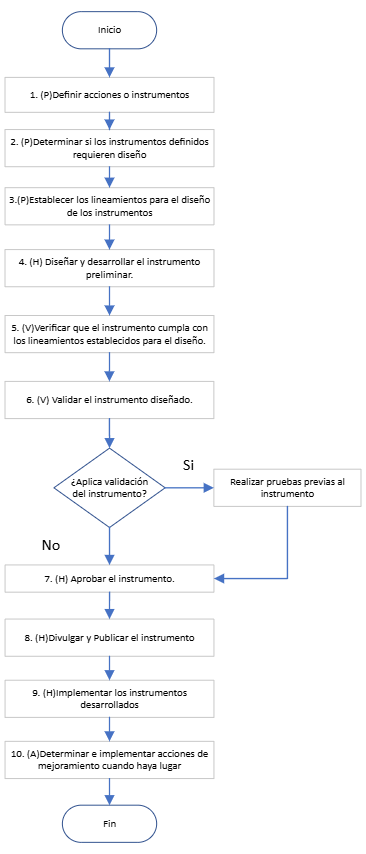 Inicio
1. (P)Definir acciones o instrumentos
2. (P)Determinar si los instrumentos definidos
requieren diseño
3.(P)Establecer los lineamientos para el diseño
de los instrumentos
4. (H) Diseñar y desarrollar el instrumento
preliminar.
5. (V)Verificar que el instrumento cumpla con
los lineamientos establecidos para el diseño.
6. (V) Validar el instrumento diseñado.
¿Aplica validación
del instrumento?
Si
Realizar pruebas previas al
instrumento
No
7. (H) Aprobar el instrumento.
8. (H)Divulgar y Publicar el instrumento
9. (H)Implementar los instrumentos
desarrollados
10. (A)Determinar e implementar acciones de
mejoramiento cuando haya lugar
Fin